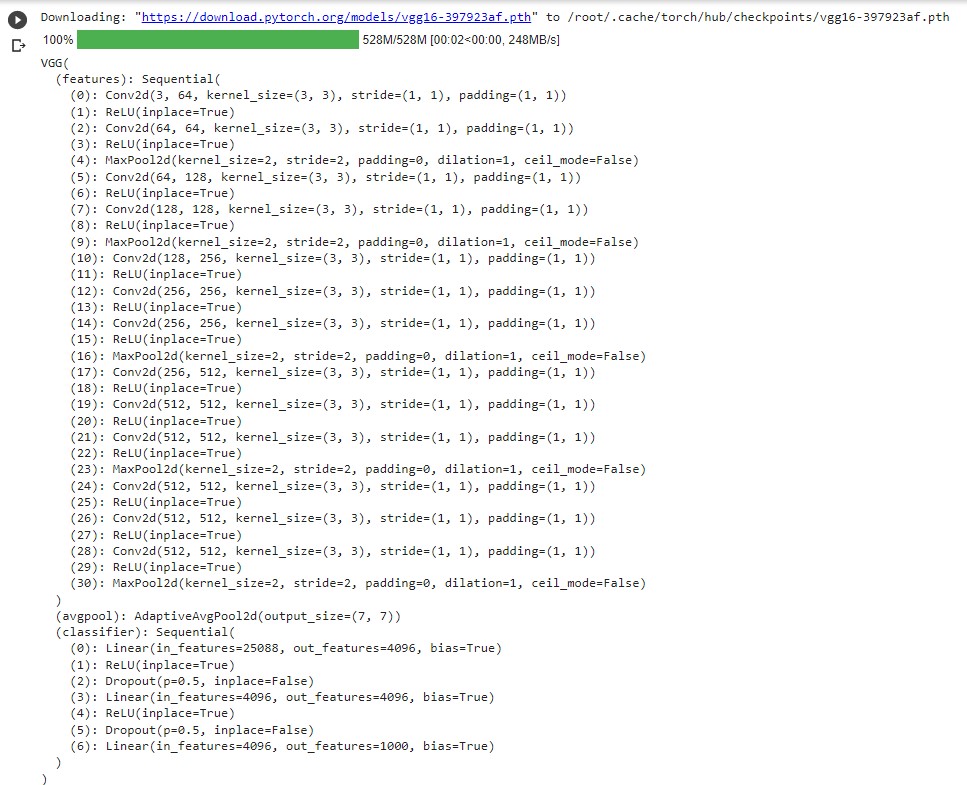 Downloading: "https://download.pytorch.org/models/vgg16-397923af.pth" to /root/.cache/torch/hub/checkpoints/vgg16-397923af.pth
100% 528M/528M [00:02<00:00, 248MB/s]
VGG(
  (features): Sequential(
    (0): Conv2d(3, 64, kernel_size=(3, 3), stride=(1, 1), padding=(1, 1))
    (1): ReLU(inplace=True)
    (2): Conv2d(64, 64, kernel_size=(3, 3), stride=(1, 1), padding=(1, 1))
    (3): ReLU(inplace=True)
    (4): MaxPool2d(kernel_size=2, stride=2, padding=0, dilation=1, ceil_mode=False)
    (5): Conv2d(64, 128, kernel_size=(3, 3), stride=(1, 1), padding=(1, 1))
    (6): ReLU(inplace=True)
    (7): Conv2d(128, 128, kernel_size=(3, 3), stride=(1, 1), padding=(1, 1))
    (8): ReLU(inplace=True)
    (9): MaxPool2d(kernel_size=2, stride=2, padding=0, dilation=1, ceil_mode=False)
    (10): Conv2d(128, 256, kernel_size=(3, 3), stride=(1, 1), padding=(1, 1))
    (11): ReLU(inplace=True)
    (12): Conv2d(256, 256, kernel_size=(3, 3), stride=(1, 1), padding=(1, 1))
    (13): ReLU(inplace=True)
    (14): Conv2d(256, 256, kernel_size=(3, 3), stride=(1, 1), padding=(1, 1))
    (15): ReLU(inplace=True)
    (16): MaxPool2d(kernel_size=2, stride=2, padding=0, dilation=1, ceil_mode=False)
    (17): Conv2d(256, 512, kernel_size=(3, 3), stride=(1, 1), padding=(1, 1))
    (18): ReLU(inplace=True)
    (19): Conv2d(512, 512, kernel_size=(3, 3), stride=(1, 1), padding=(1, 1))
    (20): ReLU(inplace=True)
    (21): Conv2d(512, 512, kernel_size=(3, 3), stride=(1, 1), padding=(1, 1))
    (22): ReLU(inplace=True)
    (23): MaxPool2d(kernel_size=2, stride=2, padding=0, dilation=1, ceil_mode=False)
    (24): Conv2d(512, 512, kernel_size=(3, 3), stride=(1, 1), padding=(1, 1))
    (25): ReLU(inplace=True)
    (26): Conv2d(512, 512, kernel_size=(3, 3), stride=(1, 1), padding=(1, 1))
    (27): ReLU(inplace=True)
    (28): Conv2d(512, 512, kernel_size=(3, 3), stride=(1, 1), padding=(1, 1))
    (29): ReLU(inplace=True)
    (30): MaxPool2d(kernel_size=2, stride=2, padding=0, dilation=1, ceil_mode=False)
  )
  (avgpool): AdaptiveAvgPool2d(output_size=(7, 7))
  (classifier): Sequential(
    (0): Linear(in_features=25088, out_features=4096, bias=True)
    (1): ReLU(inplace=True)
    (2): Dropout(p=0.5, inplace=False)
    (3): Linear(in_features=4096, out_features=4096, bias=True)
    (4): ReLU(inplace=True)
    (5): Dropout(p=0.5, inplace=False)
    (6): Linear(in_features=4096, out_features=1000, bias=True)
  )
)